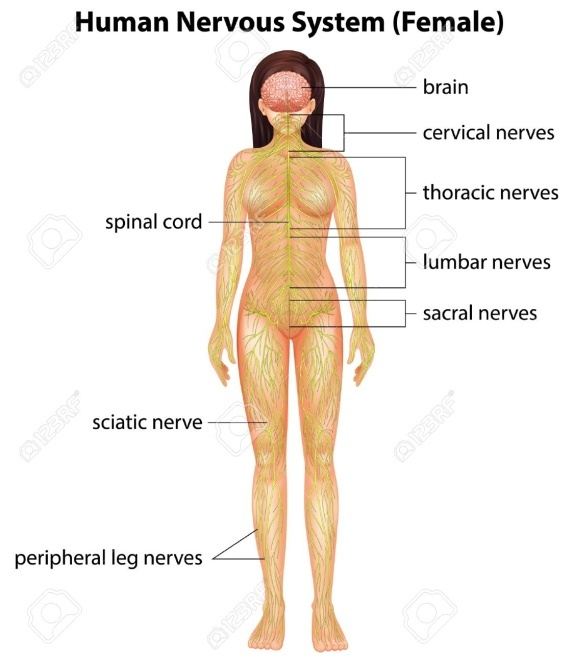 Human Nervous System (Female)
brain
cervical nerves
thoracic nerves
spinal cord
lumbar nerves
sacral nerves
sciatic nerve
peripheral leg nerves
123RF